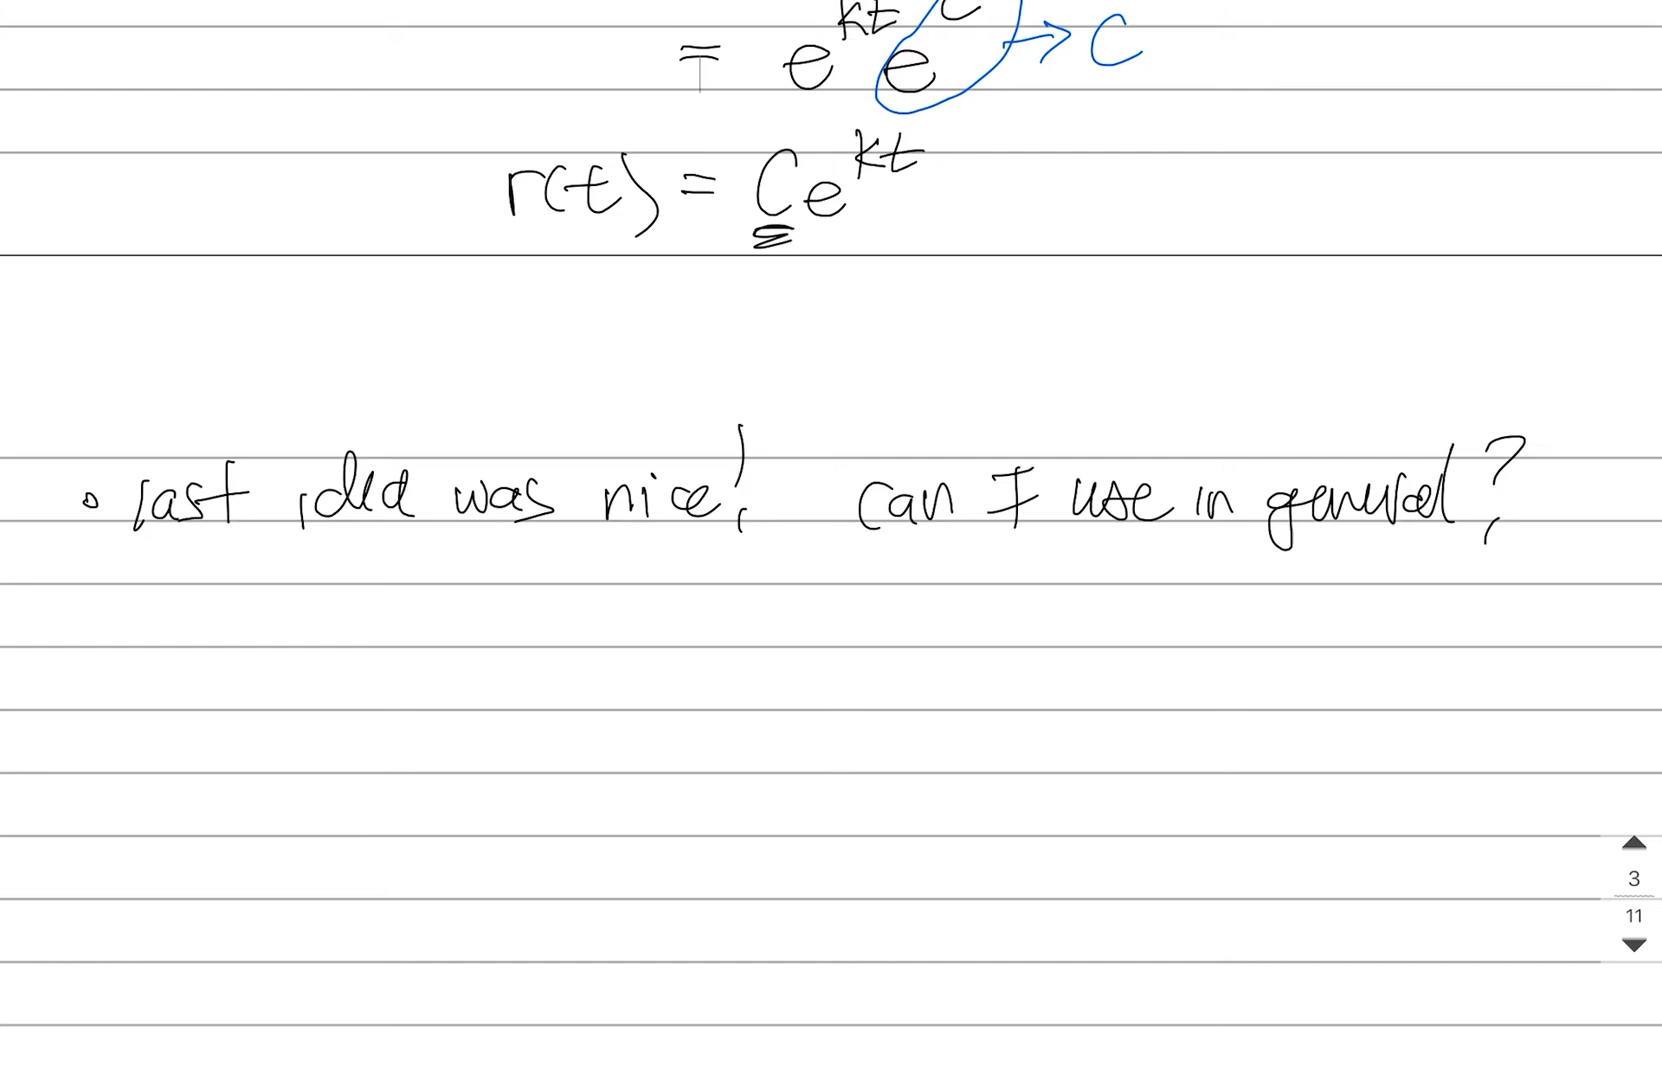 = e^{kt} e^{c} → C
r(t) = Ce^{kt}
• last idea was nice! can I use in general?
3
11